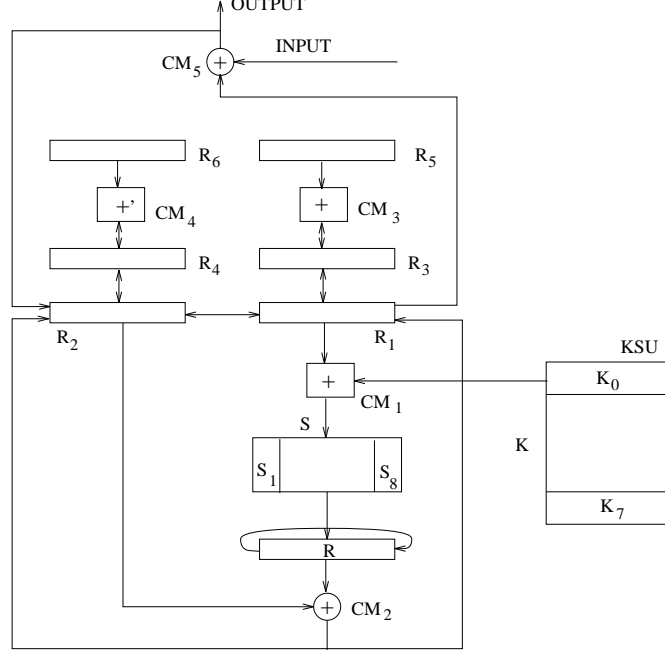 OUTPUT
INPUT
CM5
+
R6
R5
+’
CM4
+
CM3
R4
R3
R2
R1
KSU
K0
+
CM1
S
K
S1
S8
K7
R
+
CM2